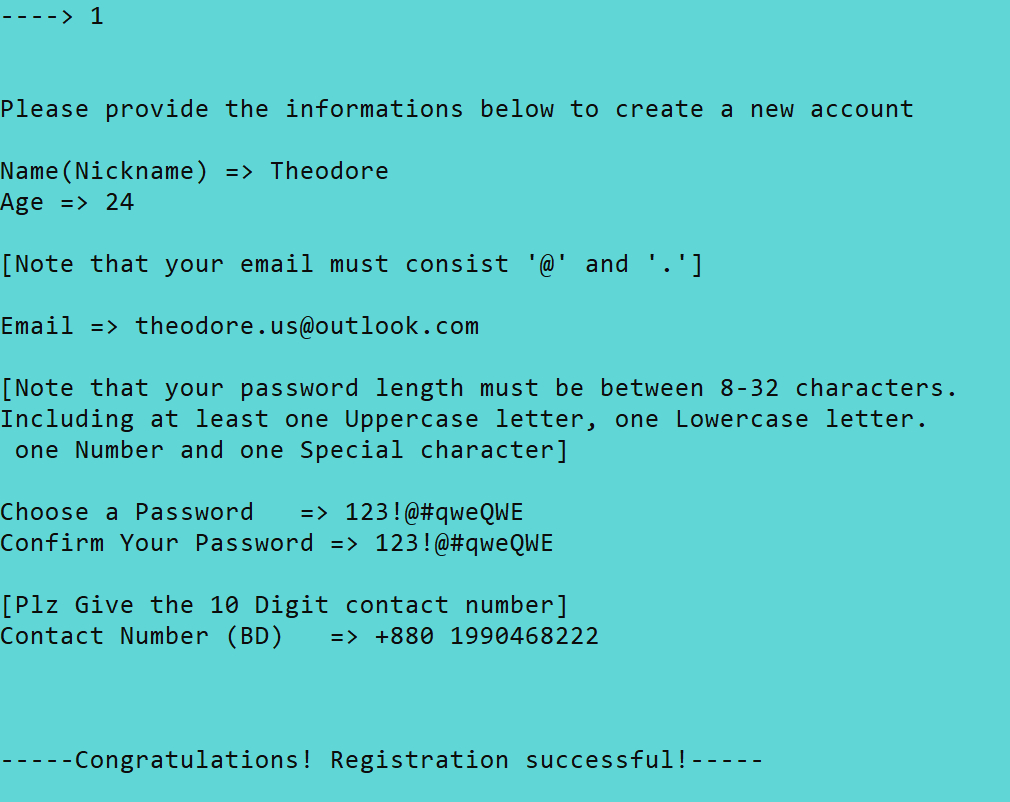 ----> 1
Please provide the informations below to create a new account
Name(Nickname) => Theodore
Age => 24
[Note that your email must consist '@' and '.']
Email => theodore.us@outlook.com
[Note that your password length must be between 8-32 characters.
Including at least one Uppercase letter, one Lowercase letter.
 one Number and one Special character]
Choose a Password   => 123!@#qweQWE
Confirm Your Password => 123!@#qweQWE
[Plz Give the 10 Digit contact number]
Contact Number (BD)   => +880 1990468222
-----Congratulations! Registration successful!-----